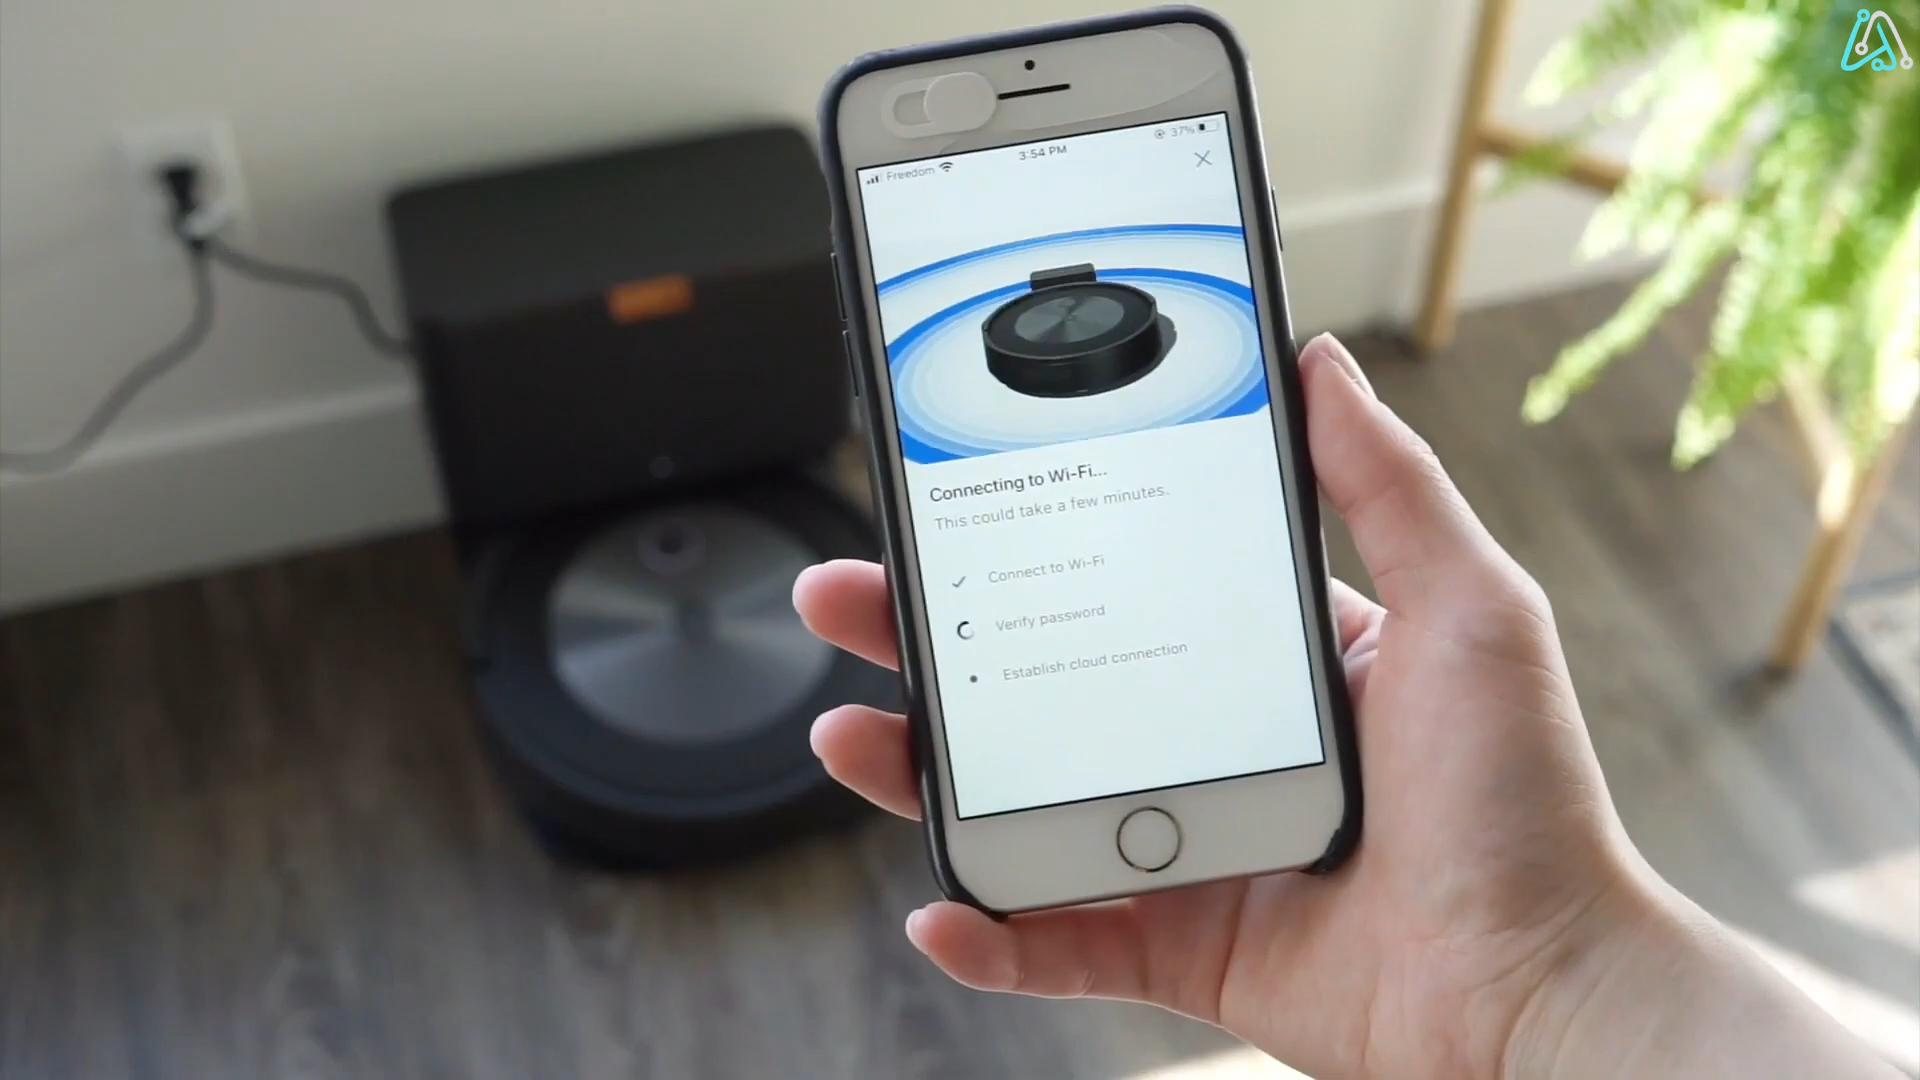 Freedom
3:54 PM
37%
Connecting to Wi-Fi...
This could take a few minutes.
Connect to Wi-Fi
Verify password
Establish cloud connection